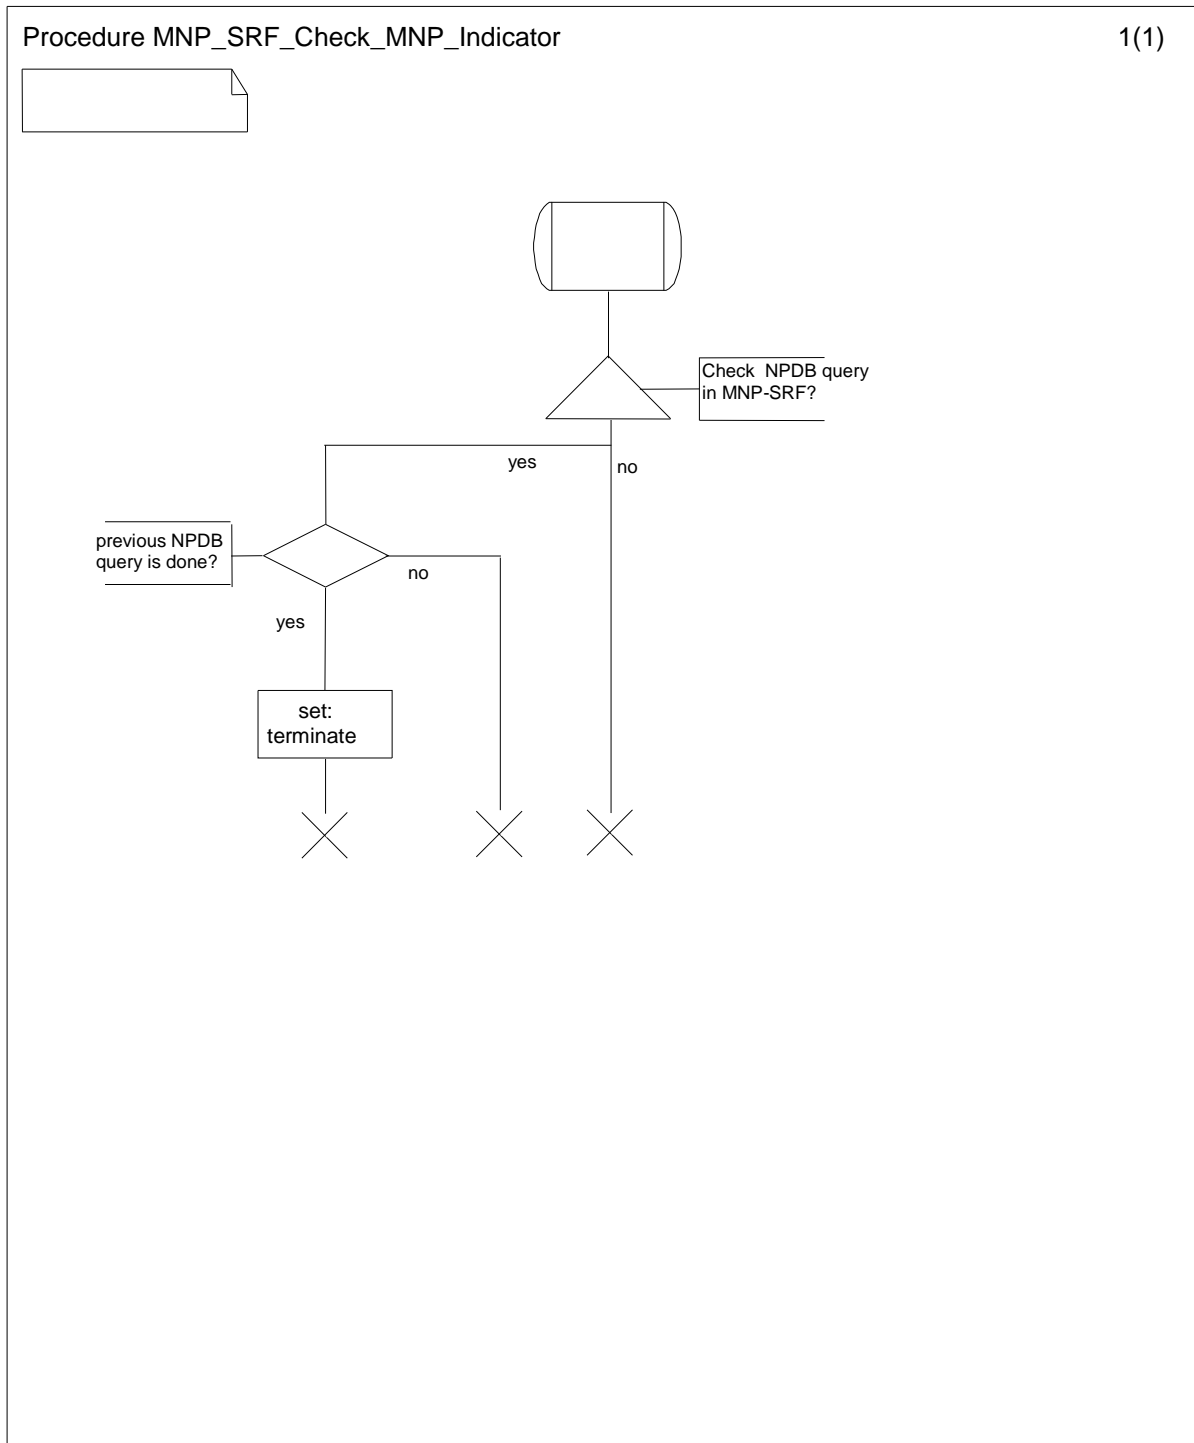 Procedure MNP_SRF_Check_MNP_Indicator 1(1)
Check  NPDB query
in MNP-SRF?
yes
no
previous NPDB
query is done?
no
yes
set:
terminate